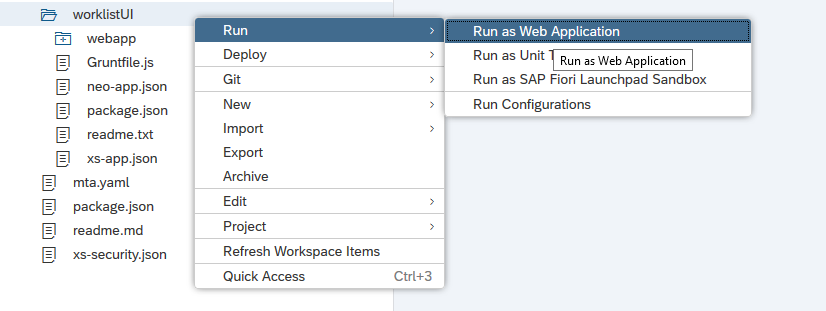 worklistUI
webapp
Gruntfile.js
neo-app.json
package.json
readme.txt
xs-app.json
mta.yaml
package.json
readme.md
xs-security.json
Run
Deploy
Git
New
Import
Export
Archive
Edit
Project
Refresh Workspace Items
Quick Access Ctrl+3
Run as Web Application
Run as Unit
Run as Web Application
Run as SAP Fiori Launchpad Sandbox
Run Configurations